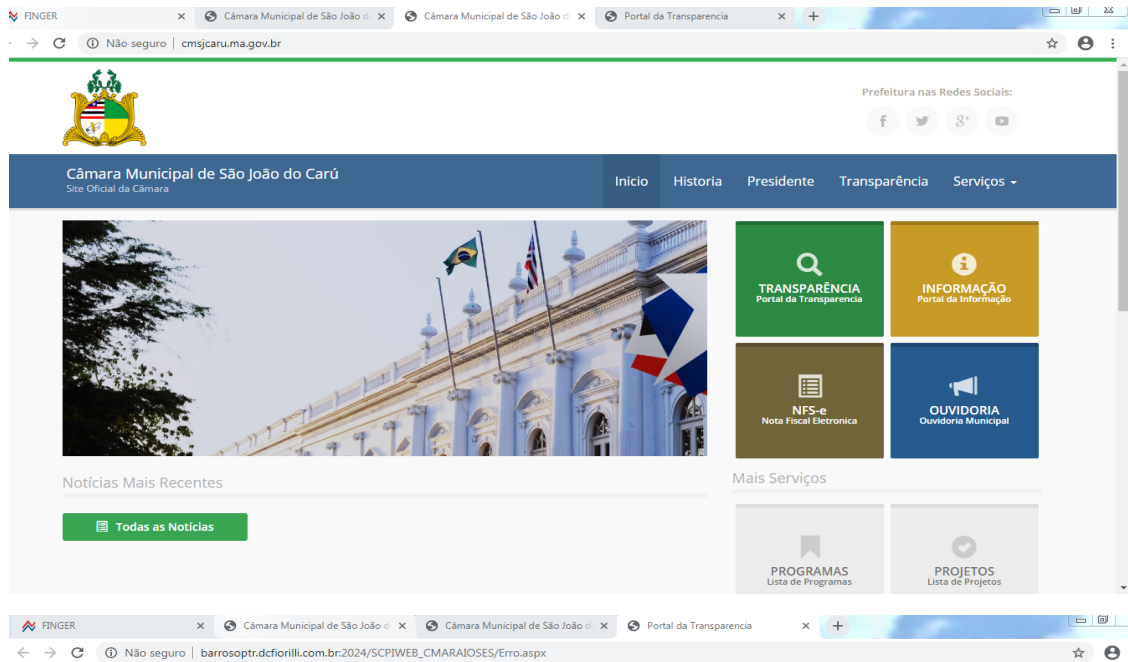 FINGER
Câmara Municipal de São João d
Câmara Municipal de São João d
Portal da Transparencia
Não seguro | cmsjcaru.ma.gov.br
Prefeitura nas Redes Sociais:
Câmara Municipal de São João do Carú
Site Oficial da Câmara
Inicio
Historia
Presidente
Transparência
Serviços
TRANSPARÊNCIA
Portal da Transparencia
INFORMAÇÃO
Portal da Informação
NFS-e
Nota Fiscal Eletronica
OUVIDORIA
Ouvidoria Municipal
Notícias Mais Recentes
Todas as Notícias
Mais Serviços
PROGRAMAS
Lista de Programas
PROJETOS
Lista de Projetos
FINGER
Câmara Municipal de São João d
Câmara Municipal de São João d
Portal da Transparencia
Não seguro | barrosoptr.dcfiorilli.com.br:2024/SCPIWEB_CMARAIOSES/Erro.aspx